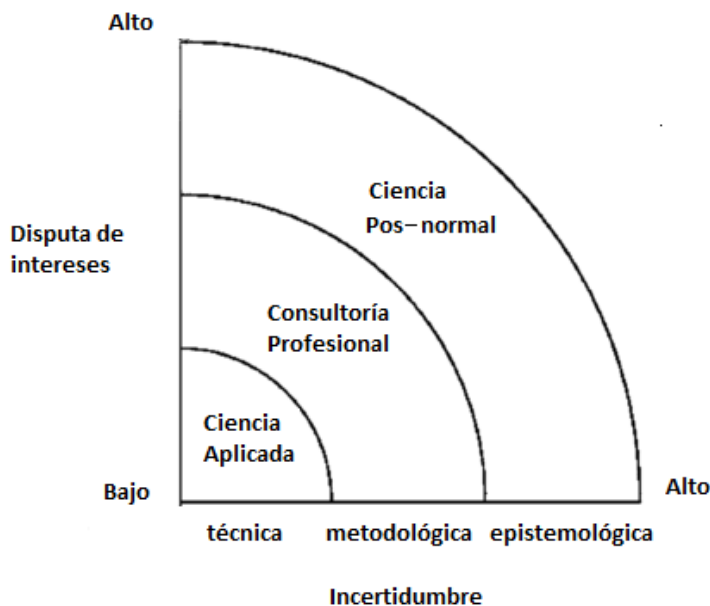 Alto
Ciencia
Pos-normal
Disputa de
intereses
Consultoría
Profesional
Ciencia
Aplicada
Bajo
Alto
técnica
metodológica
epistemológica
Incertidumbre